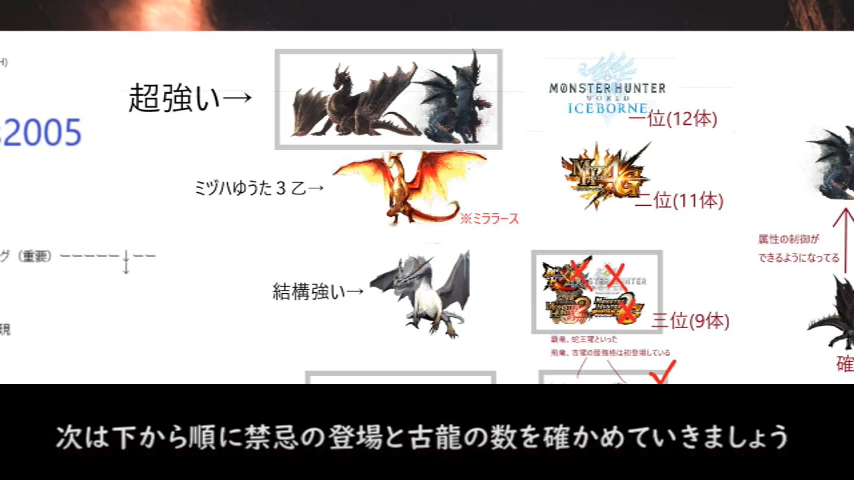 H)
超強い→
MONSTER HUNTER
WORLD
ICEBORNE
一位(12体)
2005
ミヅハゆうた３乙→
MH4G
二位(11体)
※ミララース
属性の制御が
できるようになってる
グ（重要）ーーーーー↓ーー
↓
結構強い→
三位(9体)
現
覇竜、蛇王龍といった
飛竜、古龍の最強格は初登場している
確
次は下から順に禁忌の登場と古龍の数を確かめていきましょう